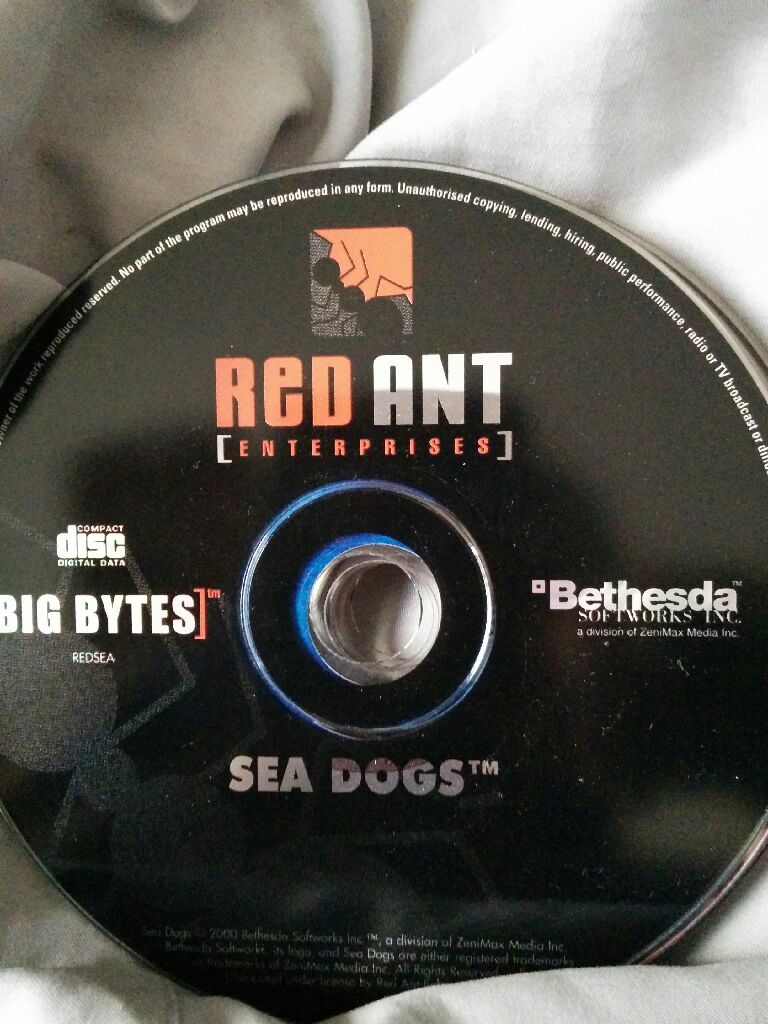 owner of the work reproduced reserved. No part of the program may be reproduced in any form. Unauthorised copying, lending, hiring, public performance, radio or TV broadcast or
RED ANT
[ENTERPRISES]
COMPACT
disc
DIGITAL DATA
BIG BYTES]tm
REDSEA
Bethesda™
SOFTWORKS INC.
a division of ZeniMax Media Inc.
SEA DOGS™
Sea Dogs © 2000 Bethesda Softworks Inc™, a division of ZeniMax Media Inc.
Bethesda Softworks, its logo, and Sea Dogs are either registered trademarks
or trademarks of ZeniMax Media Inc. All Rights Reserved
under license by Red Ant